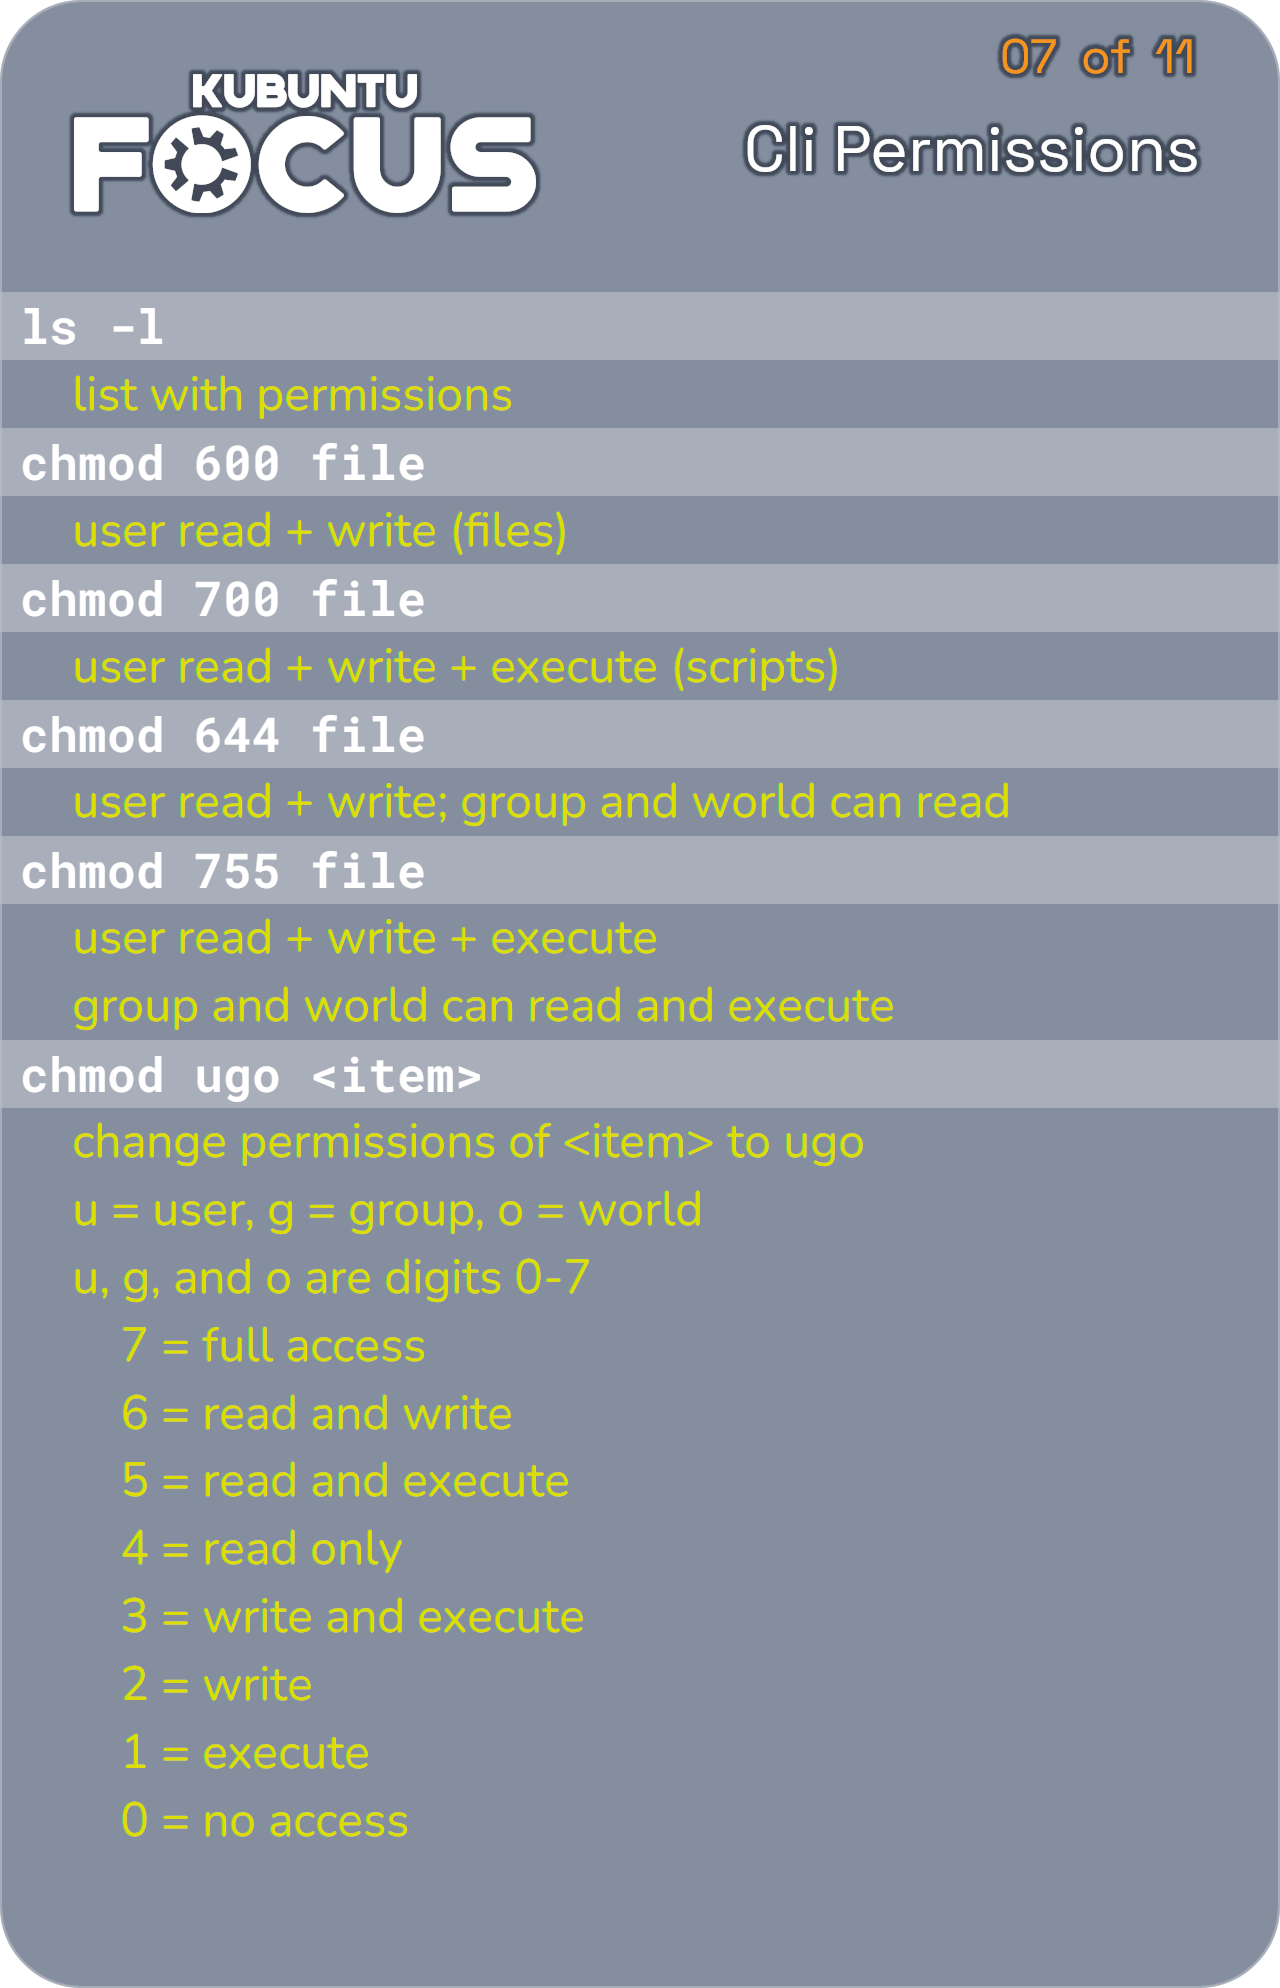 07 of 11
KUBUNTU
FOCUS
Cli Permissions
ls -l
list with permissions
chmod 600 file
user read + write (files)
chmod 700 file
user read + write + execute (scripts)
chmod 644 file
user read + write; group and world can read
chmod 755 file
user read + write + execute
group and world can read and execute
chmod ugo <item>
change permissions of <item> to ugo
u = user, g = group, o = world
u, g, and o are digits 0-7
7 = full access
6 = read and write
5 = read and execute
4 = read only
3 = write and execute
2 = write
1 = execute
0 = no access